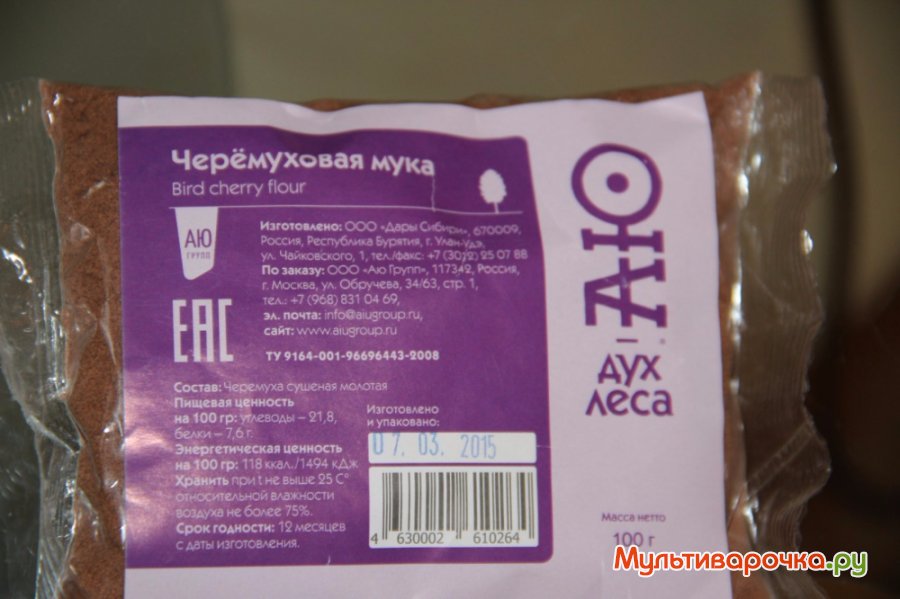 Черёмуховая мука
Bird cherry flour
АЮ
ГРУПП
Изготовлено: ООО «Дары Сибири», 670009,
Россия, Республика Бурятия, г. Улан-Удэ,
ул. Чайковского, 1, тел./факс: +7 (3012) 25 07 88
По заказу: ООО «Аю Групп», 117342, Россия,
г. Москва, ул. Обручева, 34/63, стр. 1,
тел.: +7 (968) 831 04 69,
эл. почта: info@aiugroup.ru,
сайт: www.aiugroup.ru
ЕАС
ТУ 9164-001-96696443-2008
Состав: Черемуха сушеная молотая
Пищевая ценность
на 100 гр: углеводы – 21,8,
белки – 7,6 г.
Энергетическая ценность
на 100 гр: 118 ккал./1494 кДж
Хранить при t не выше 25 С°
относительной влажности
воздуха не более 75%.
Срок годности: 12 месяцев
с даты изготовления.
Изготовлено
и упаковано:
07. 03. 2015
4 630002 610264
АЮ
®
дух
леса
Масса нетто
100 г
Мультиварочка.ру